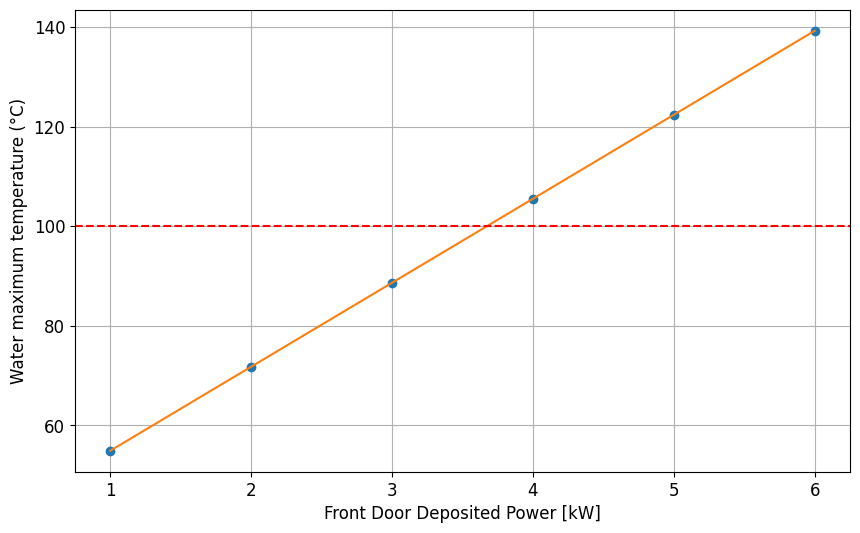 140
120
100
80
60
Water maximum temperature (°C)
1 2 3 4 5 6
Front Door Deposited Power [kW]